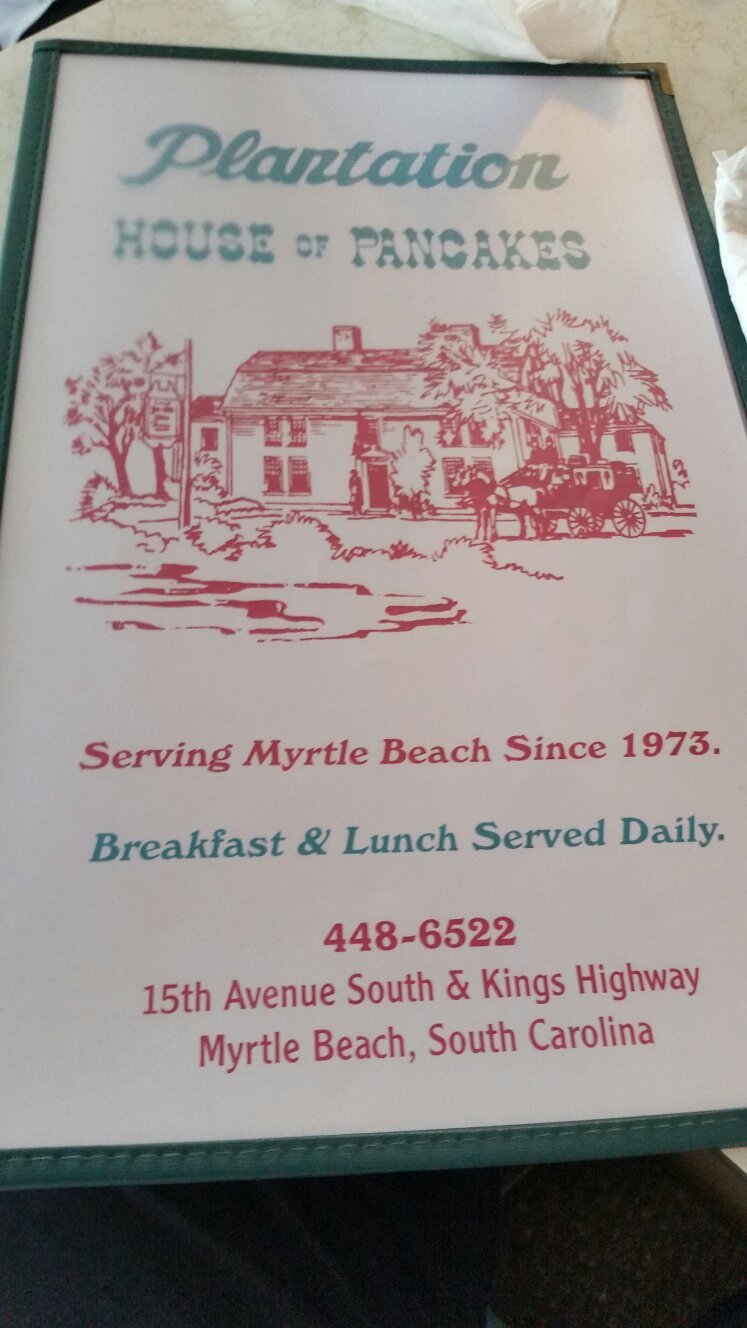 Plantation
HOUSE OF PANCAKES
Serving Myrtle Beach Since 1973.
Breakfast & Lunch Served Daily.
448-6522
15th Avenue South & Kings Highway
Myrtle Beach, South Carolina